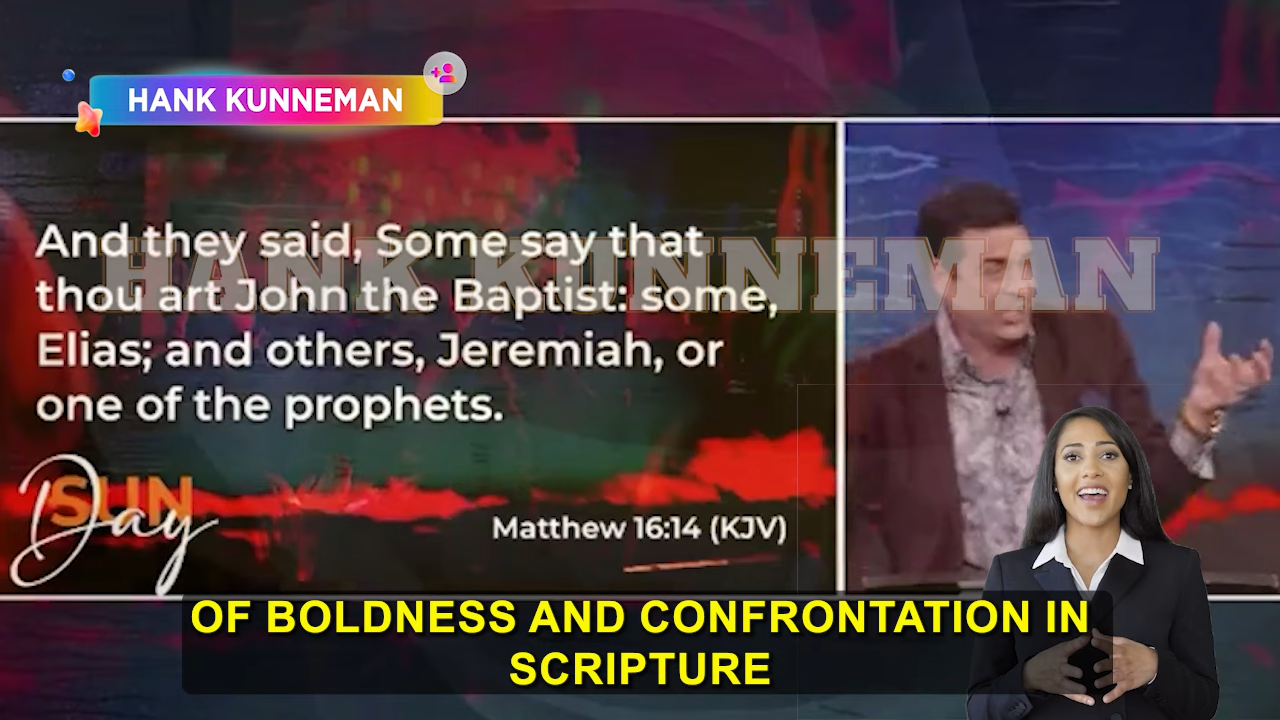 HANK KUNNEMAN
HANK KUNNEMAN
And they said, Some say that
thou art John the Baptist: some,
Elias; and others, Jeremiah, or
one of the prophets.
SUN
Day
Matthew 16:14 (KJV)
OF BOLDNESS AND CONFRONTATION IN
SCRIPTURE